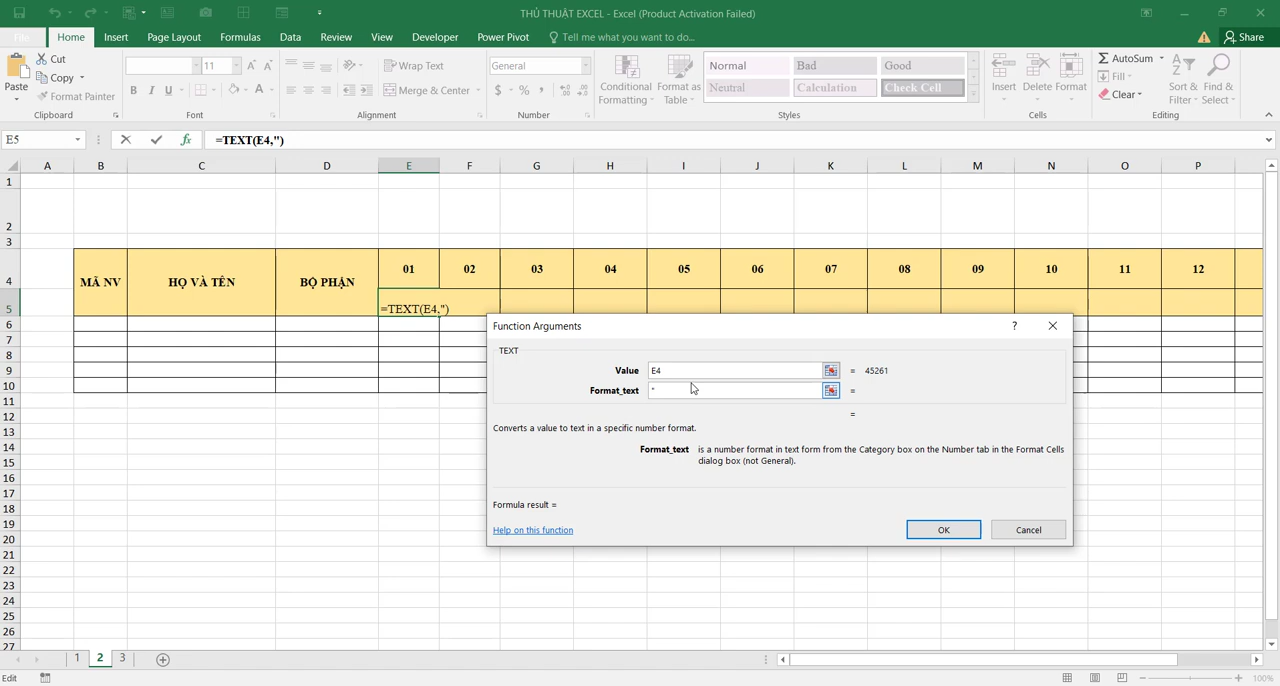 THỦ THUẬT EXCEL - Excel (Product Activation Failed)
File Home Insert Page Layout Formulas Data Review View Developer Power Pivot Tell me what you want to do... Share
Paste Cut Copy Format Painter Clipboard
11 B I U A Font
Wrap Text Merge & Center Alignment
General $ % , Number
Conditional Formatting Format as Table
Normal Bad Good
Neutral Calculation Check Cell
Styles
Insert Delete Format Cells
AutoSum Fill Clear Sort & Filter Find & Select Editing
E5 fx =TEXT(E4,")
A B C D E F G H I J K L M N O P
1
2
3
4 MÃ NV HỌ VÀ TÊN BỘ PHẬN 01 02 03 04 05 06 07 08 09 10 11 12
5 =TEXT(E4,")
6
7
8
9
10
11
12
13
14
15
16
17
18
19
20
21
22
23
24
25
26
27
Function Arguments ?
TEXT
Value E4 = 45261
Format_text " =
=
Converts a value to text in a specific number format.
Format_text is a number format in text form from the Category box on the Number tab in the Format Cells
dialog box (not General).
Formula result =
Help on this function OK Cancel
1 2 3
Edit 100%